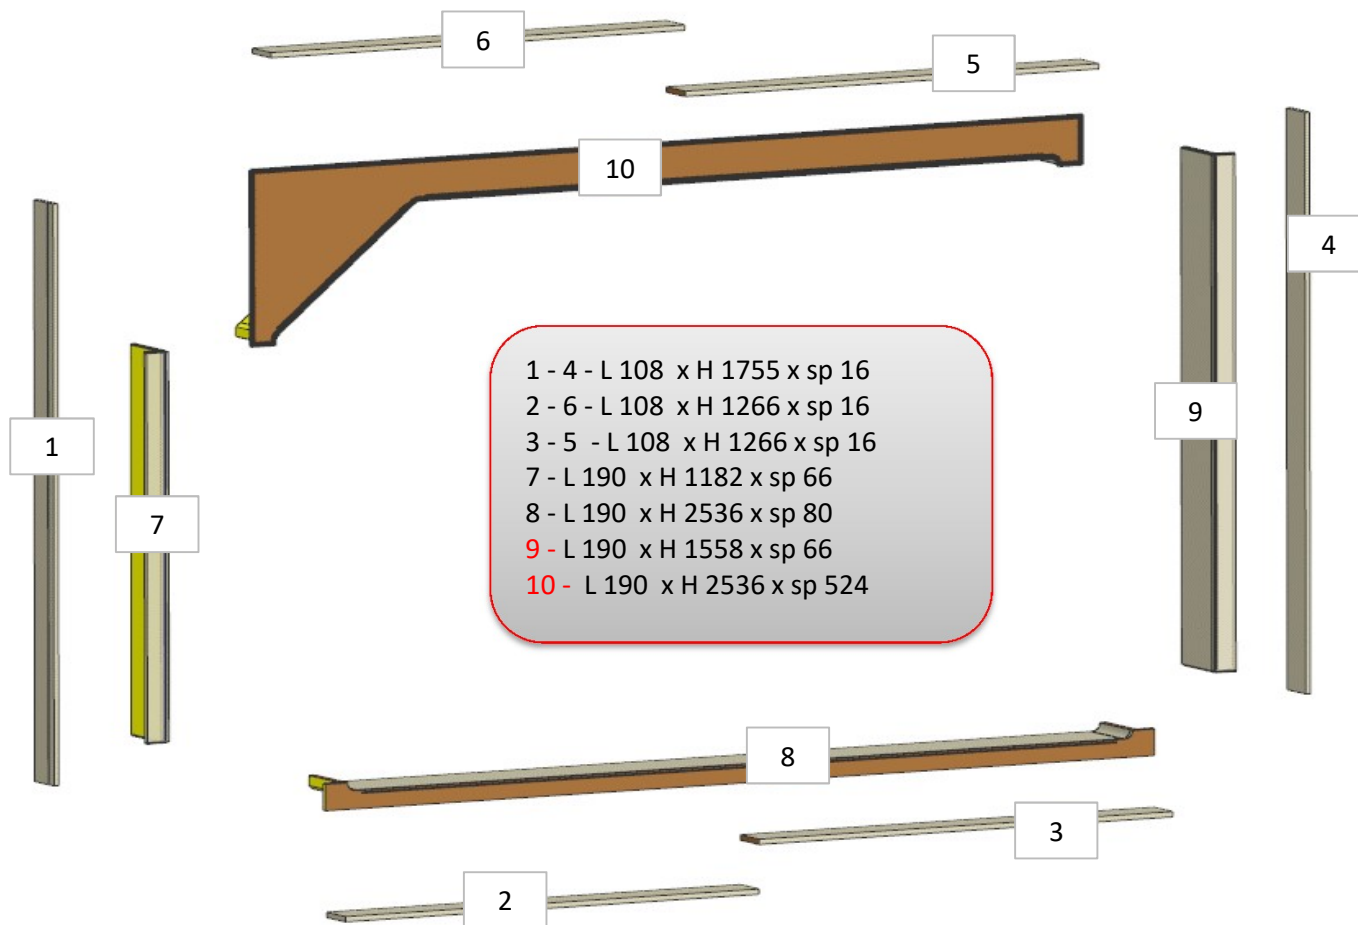 6
5
10
4
1 - 4 - L 108 x H 1755 x sp 16
2 - 6 - L 108 x H 1266 x sp 16
3 - 5 - L 108 x H 1266 x sp 16
7 - L 190 x H 1182 x sp 66
8 - L 190 x H 2536 x sp 80
9 - L 190 x H 1558 x sp 66
10 - L 190 x H 2536 x sp 524
9
1
7
8
3
2